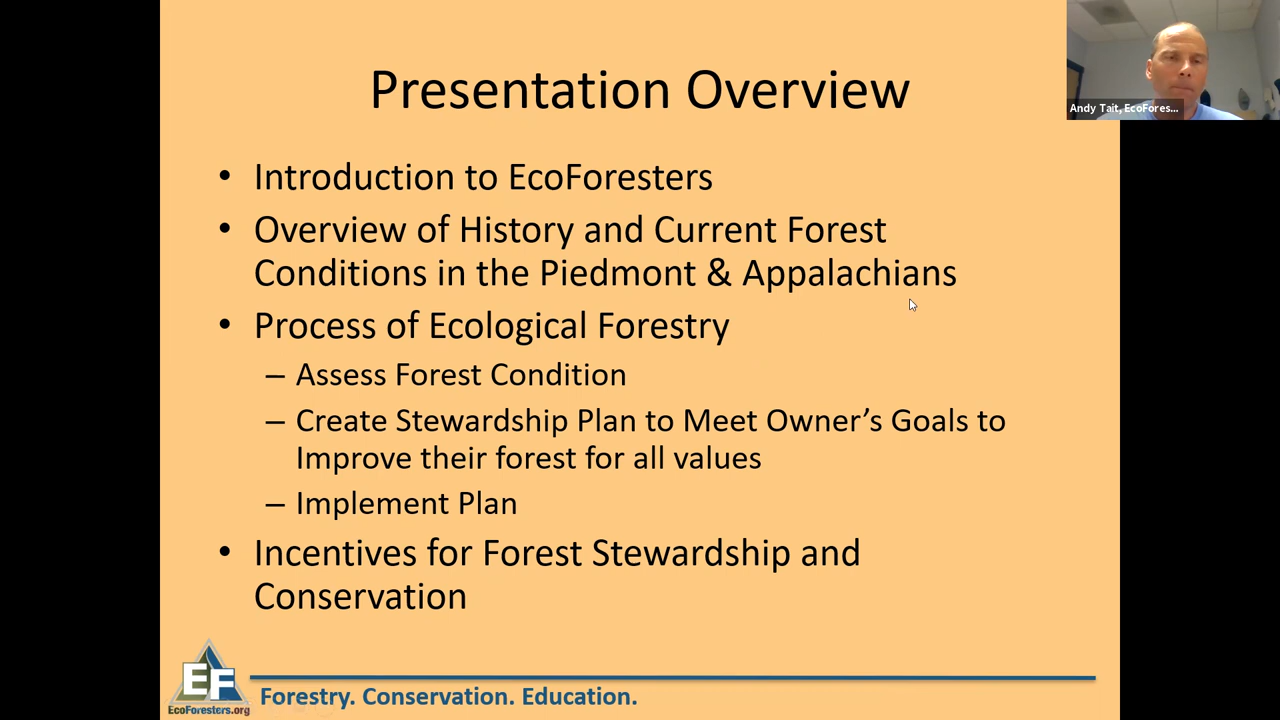 Presentation Overview
Andy Tait, EcoFores...
• Introduction to EcoForesters
• Overview of History and Current Forest
Conditions in the Piedmont & Appalachians
• Process of Ecological Forestry
– Assess Forest Condition
– Create Stewardship Plan to Meet Owner’s Goals to
Improve their forest for all values
– Implement Plan
• Incentives for Forest Stewardship and
Conservation
EF
EcoForesters.org
Forestry. Conservation. Education.